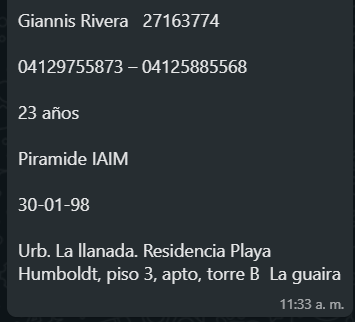 Giannis Rivera   27163774
04129755873 – 04125885568
23 años
Piramide IAIM
30-01-98
Urb. La llanada. Residencia Playa
Humboldt, piso 3, apto, torre B  La guaira
11:33 a. m.